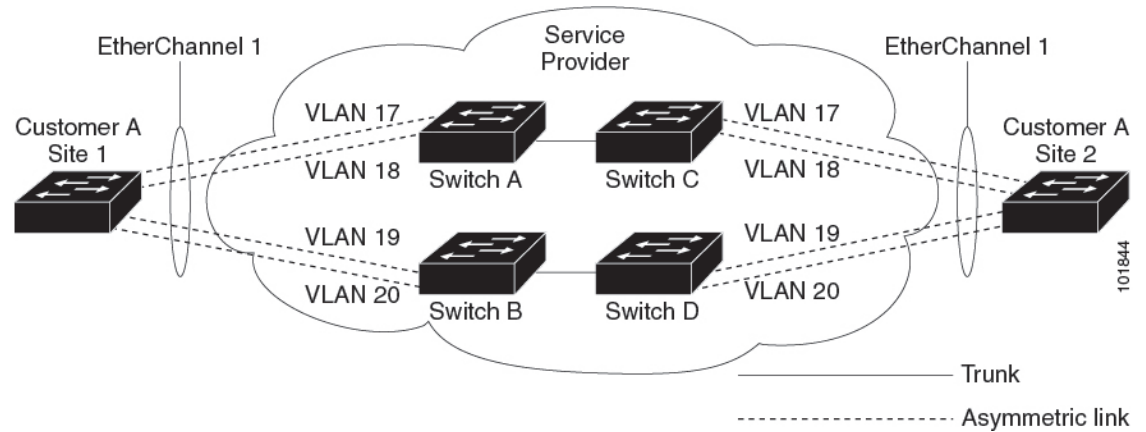 Service
Provider
EtherChannel 1
EtherChannel 1
Customer A
Site 1
VLAN 17
VLAN 18
Switch A
Switch C
VLAN 17
VLAN 18
Customer A
Site 2
VLAN 19
VLAN 20
Switch B
Switch D
VLAN 19
VLAN 20
101844
Trunk
Asymmetric link